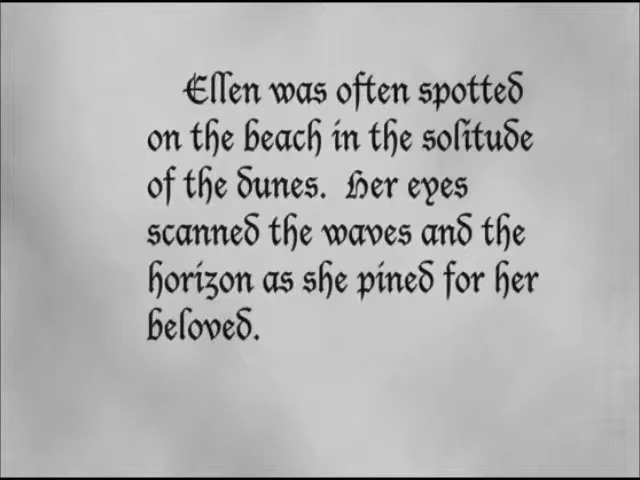 Ellen was often spotted
on the beach in the solitude
of the dunes. Her eyes
scanned the waves and the
horizon as she pined for her
beloved.